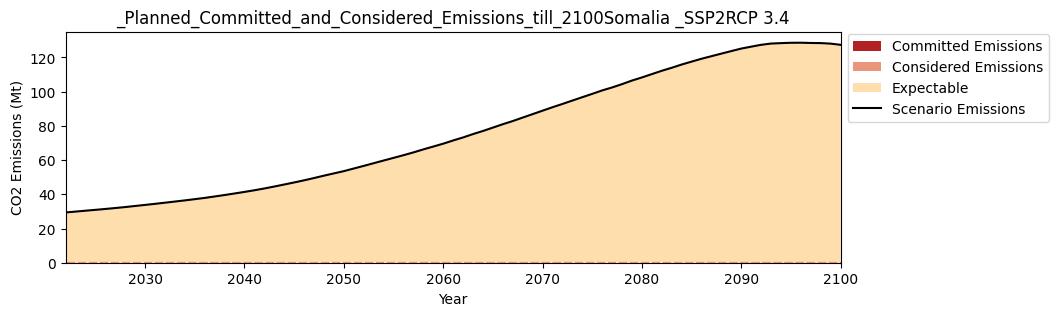 _Planned_Committed_and_Considered_Emissions_till_2100Somalia _SSP2RCP 3.4
120
100
80
60
40
20
0
CO2 Emissions (Mt)
2030 2040 2050 2060 2070 2080 2090 2100
Year
Committed Emissions
Considered Emissions
Expectable
Scenario Emissions